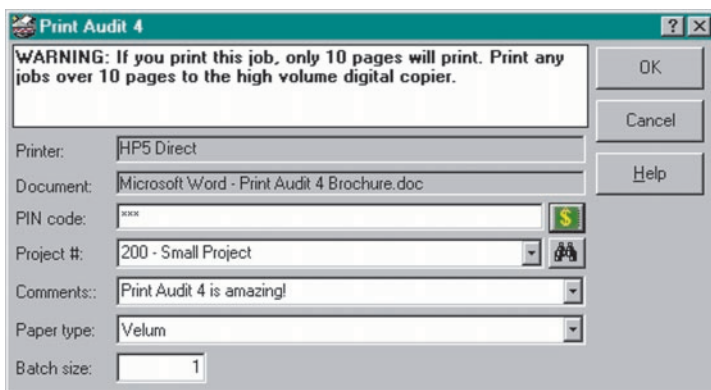 Print Audit 4
WARNING: If you print this job, only 10 pages will print. Print any
jobs over 10 pages to the high volume digital copier.
OK
Cancel
Help
Printer: HP5 Direct
Document: Microsoft Word - Print Audit 4 Brochure.doc
PIN code: ***
$
Project #: 200 - Small Project
Comments:: Print Audit 4 is amazing!
Paper type: Velum
Batch size: 1